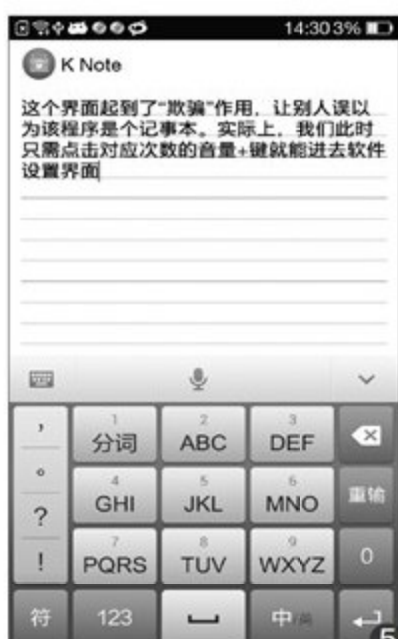 14:30 3%
K Note
这个界面起到了“欺骗”作用，让别人误以
为该程序是个记事本。实际上，我们此时
只需点击对应次数的音量+键就能进去软件
设置界面
， 1 2 3
分词 ABC DEF
。 4 5 6
GHI JKL MNO 重输
? 7 8 9
! PQRS TUV WXYZ 0
符 123 中/英
5